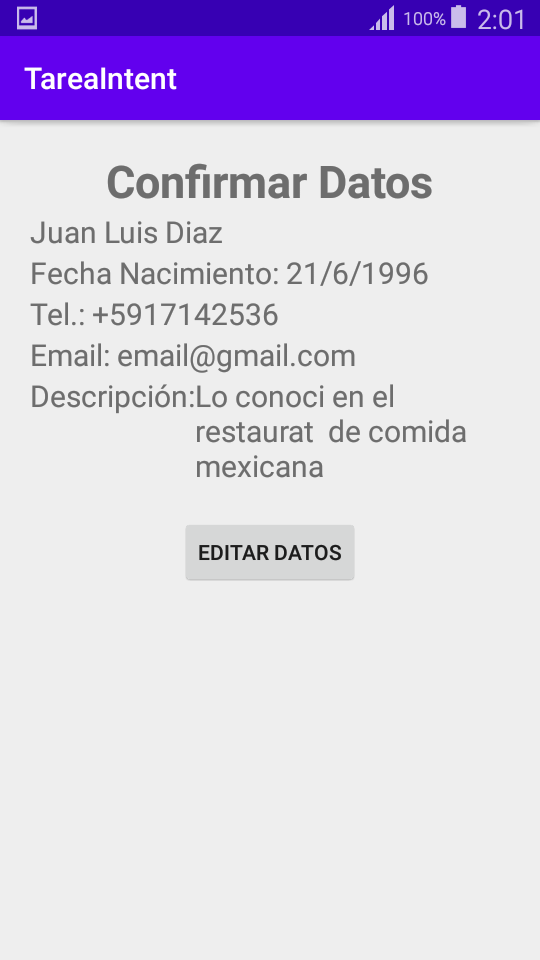 100% 2:01
TareaIntent
Confirmar Datos
Juan Luis Diaz
Fecha Nacimiento: 21/6/1996
Tel.: +5917142536
Email: email@gmail.com
Descripción:Lo conoci en el
restaurat  de comida
mexicana
EDITAR DATOS